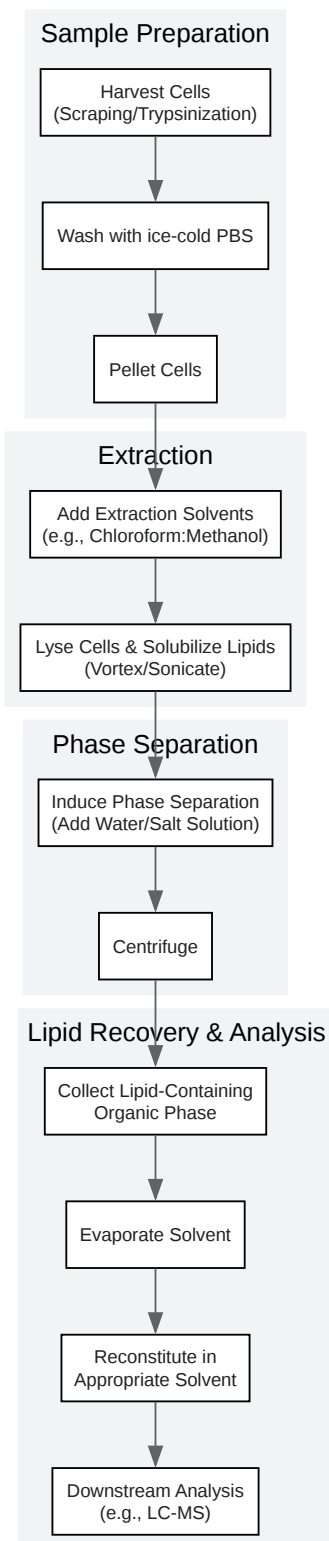 Sample Preparation
Harvest Cells
(Scraping/Trypsinization)
Wash with ice-cold PBS
Pellet Cells
Extraction
Add Extraction Solvents
(e.g., Chloroform:Methanol)
Lyse Cells & Solubilize Lipids
(Vortex/Sonicate)
Phase Separation
Induce Phase Separation
(Add Water/Salt Solution)
Centrifuge
Lipid Recovery & Analysis
Collect Lipid-Containing
Organic Phase
Evaporate Solvent
Reconstitute in
Appropriate Solvent
Downstream Analysis
(e.g., LC-MS)